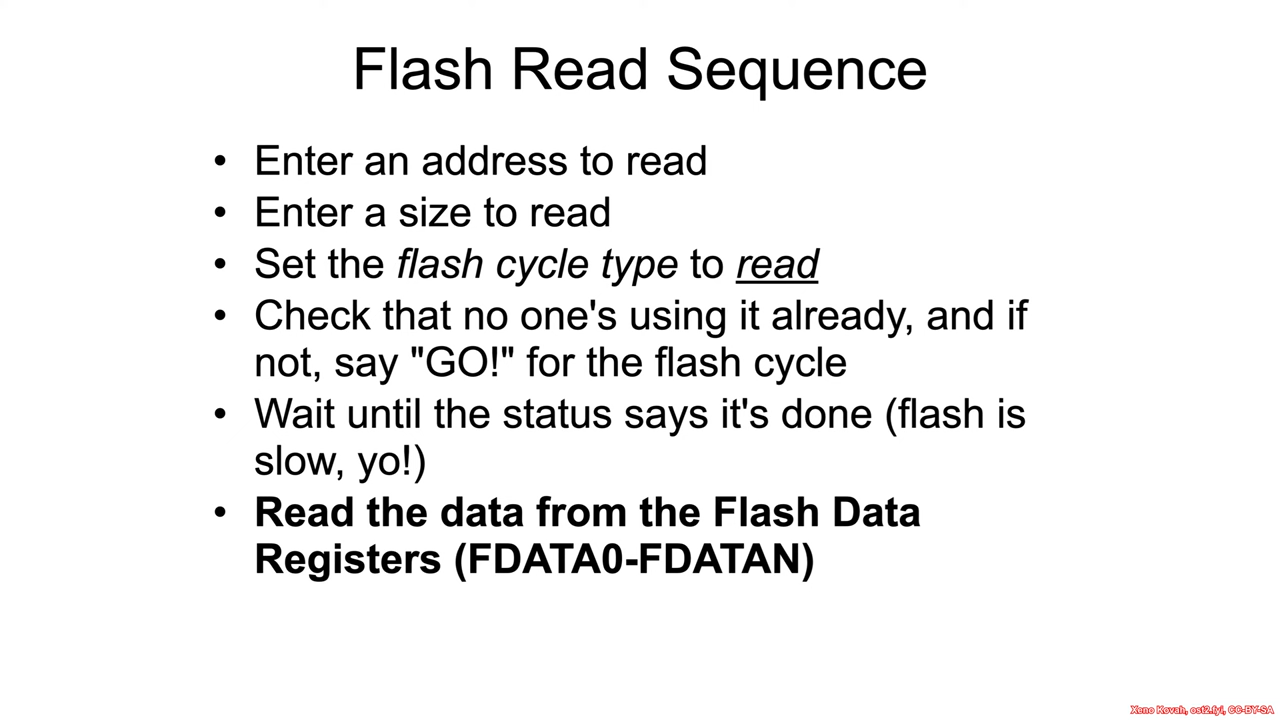 Flash Read Sequence
• Enter an address to read
• Enter a size to read
• Set the flash cycle type to read
• Check that no one's using it already, and if
not, say "GO!" for the flash cycle
• Wait until the status says it's done (flash is
slow, yo!)
• Read the data from the Flash Data
Registers (FDATA0-FDATAN)
Xeno Kovah, ost2.fyi, CC-BY-SA